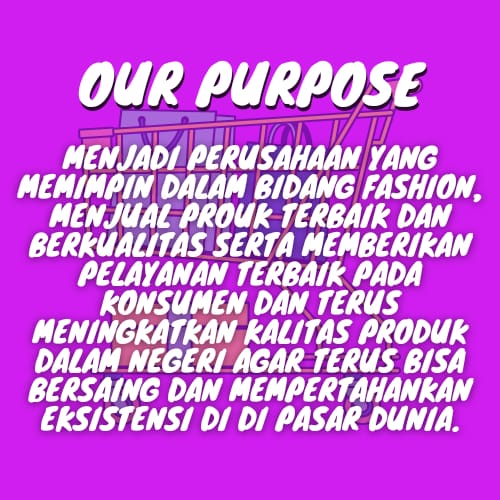 OUR PURPOSE
MENJADI PERUSAHAAN YANG
MEMIMPIN DALAM BIDANG FASHION,
MENJUAL PROUK TERBAIK DAN
BERKUALITAS SERTA MEMBERIKAN
PELAYANAN TERBAIK PADA
KONSUMEN DAN TERUS
MENINGKATKAN KALITAS PRODUK
DALAM NEGERI AGAR TERUS BISA
BERSAING DAN MEMPERTAHANKAN
EKSISTENSI DI DI PASAR DUNIA.